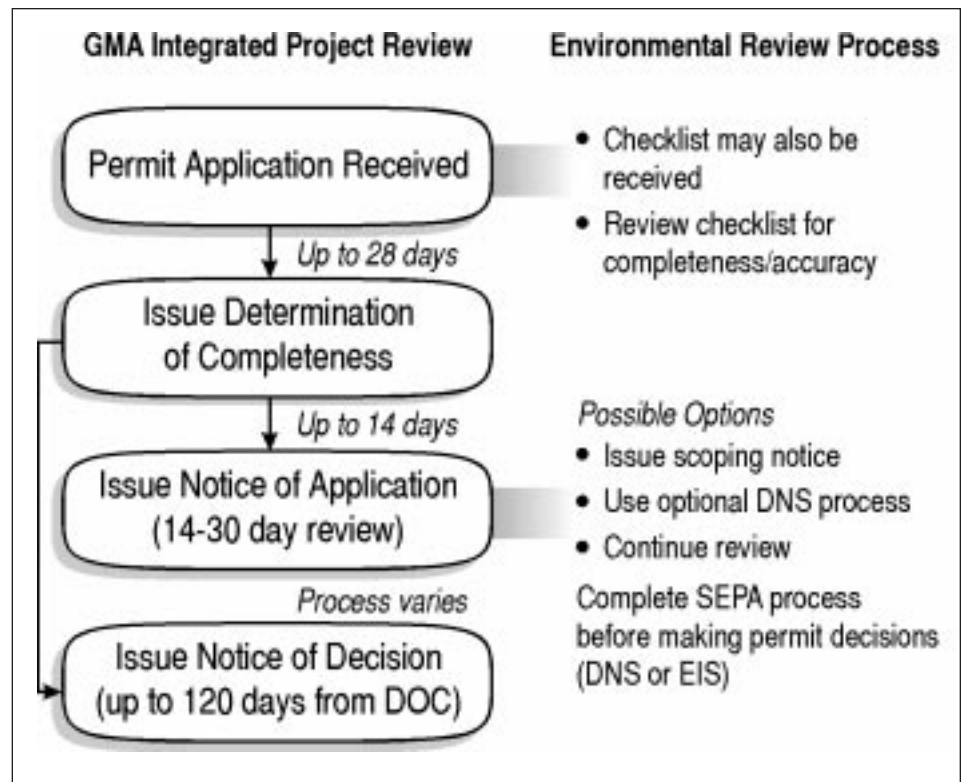 GMA Integrated Project Review
Environmental Review Process
Permit Application Received
• Checklist may also be
received
• Review checklist for
completeness/accuracy
Up to 28 days
Issue Determination
of Completeness
Up to 14 days
Issue Notice of Application
(14-30 day review)
Possible Options
• Issue scoping notice
• Use optional DNS process
• Continue review
Complete SEPA process
before making permit decisions
(DNS or EIS)
Process varies
Issue Notice of Decision
(up to 120 days from DOC)